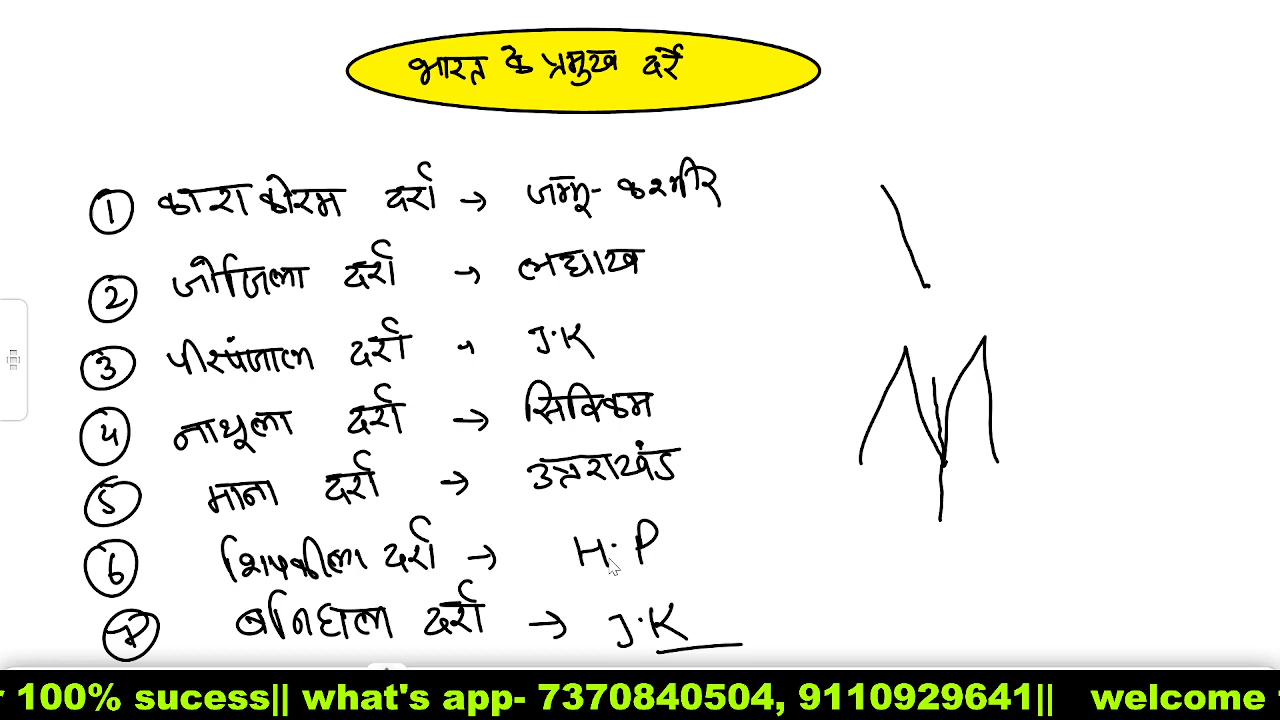 भारत के प्रमुख दर्रे
① काराकोरम दर्रा → जम्मू-कश्मीर
② जोजिला दर्रा → लद्दाख
③ पीरपंजाल दर्रा → J.K
④ नाथूला दर्रा → सिक्किम
⑤ माना दर्रा → उत्तराखंड
⑥ शिपकीला दर्रा → H.P
⑦ बनिहाल दर्रा → J.K
r 100% sucess|| what's app- 7370840504, 9110929641|| welcome